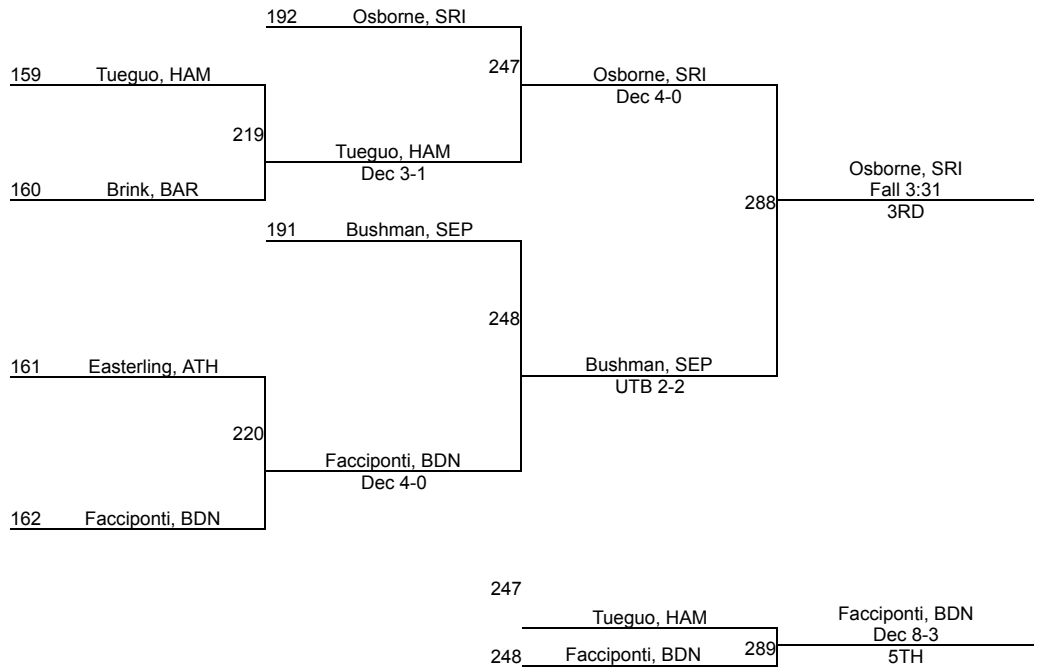 192 Osborne, SRI
159 Tueguo, HAM
247
Osborne, SRI
Dec 4-0
219
Tueguo, HAM
Dec 3-1
160 Brink, BAR
288
Osborne, SRI
Fall 3:31
3RD
191 Bushman, SEP
248
161 Easterling, ATH
Bushman, SEP
UTB 2-2
220
Facciponti, BDN
Dec 4-0
162 Facciponti, BDN
247
Tueguo, HAM
248 Facciponti, BDN
289
Facciponti, BDN
Dec 8-3
5TH